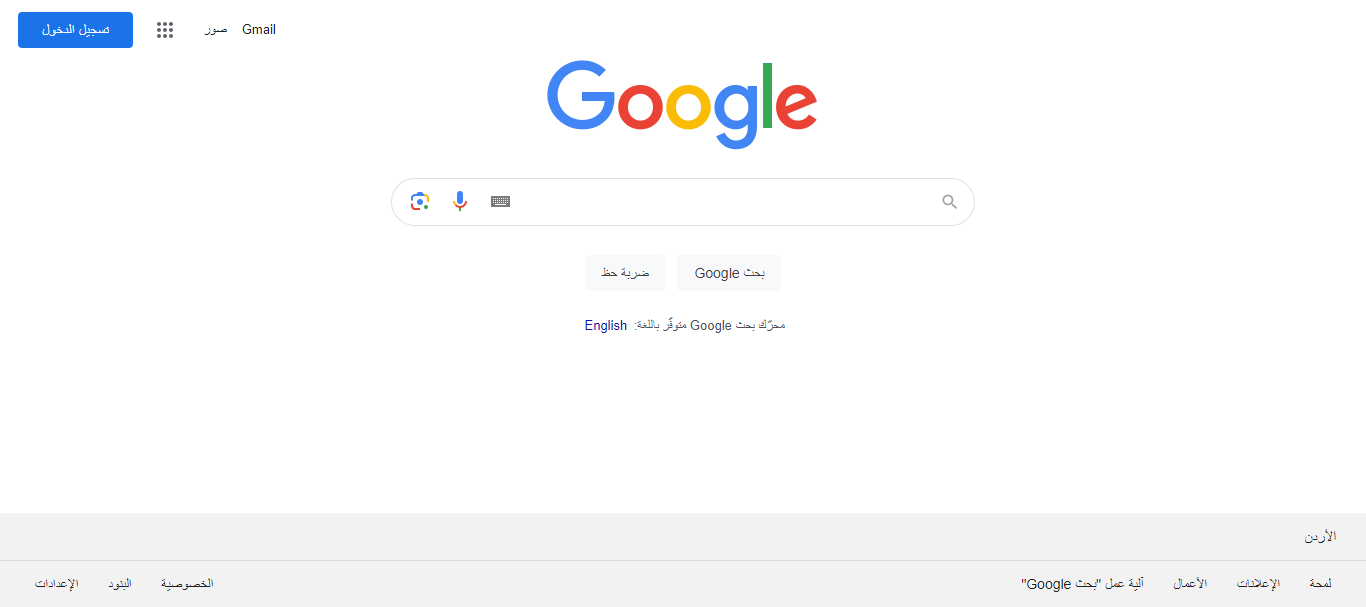 Gmail صور تسجيل الدخول
Google
بحث Google ضربة حظ
محرّك بحث Google متوفّر باللغة: English
الأردن
لمحة الإعلانات الأعمال آلية عمل "بحث Google" الخصوصية البنود الإعدادات